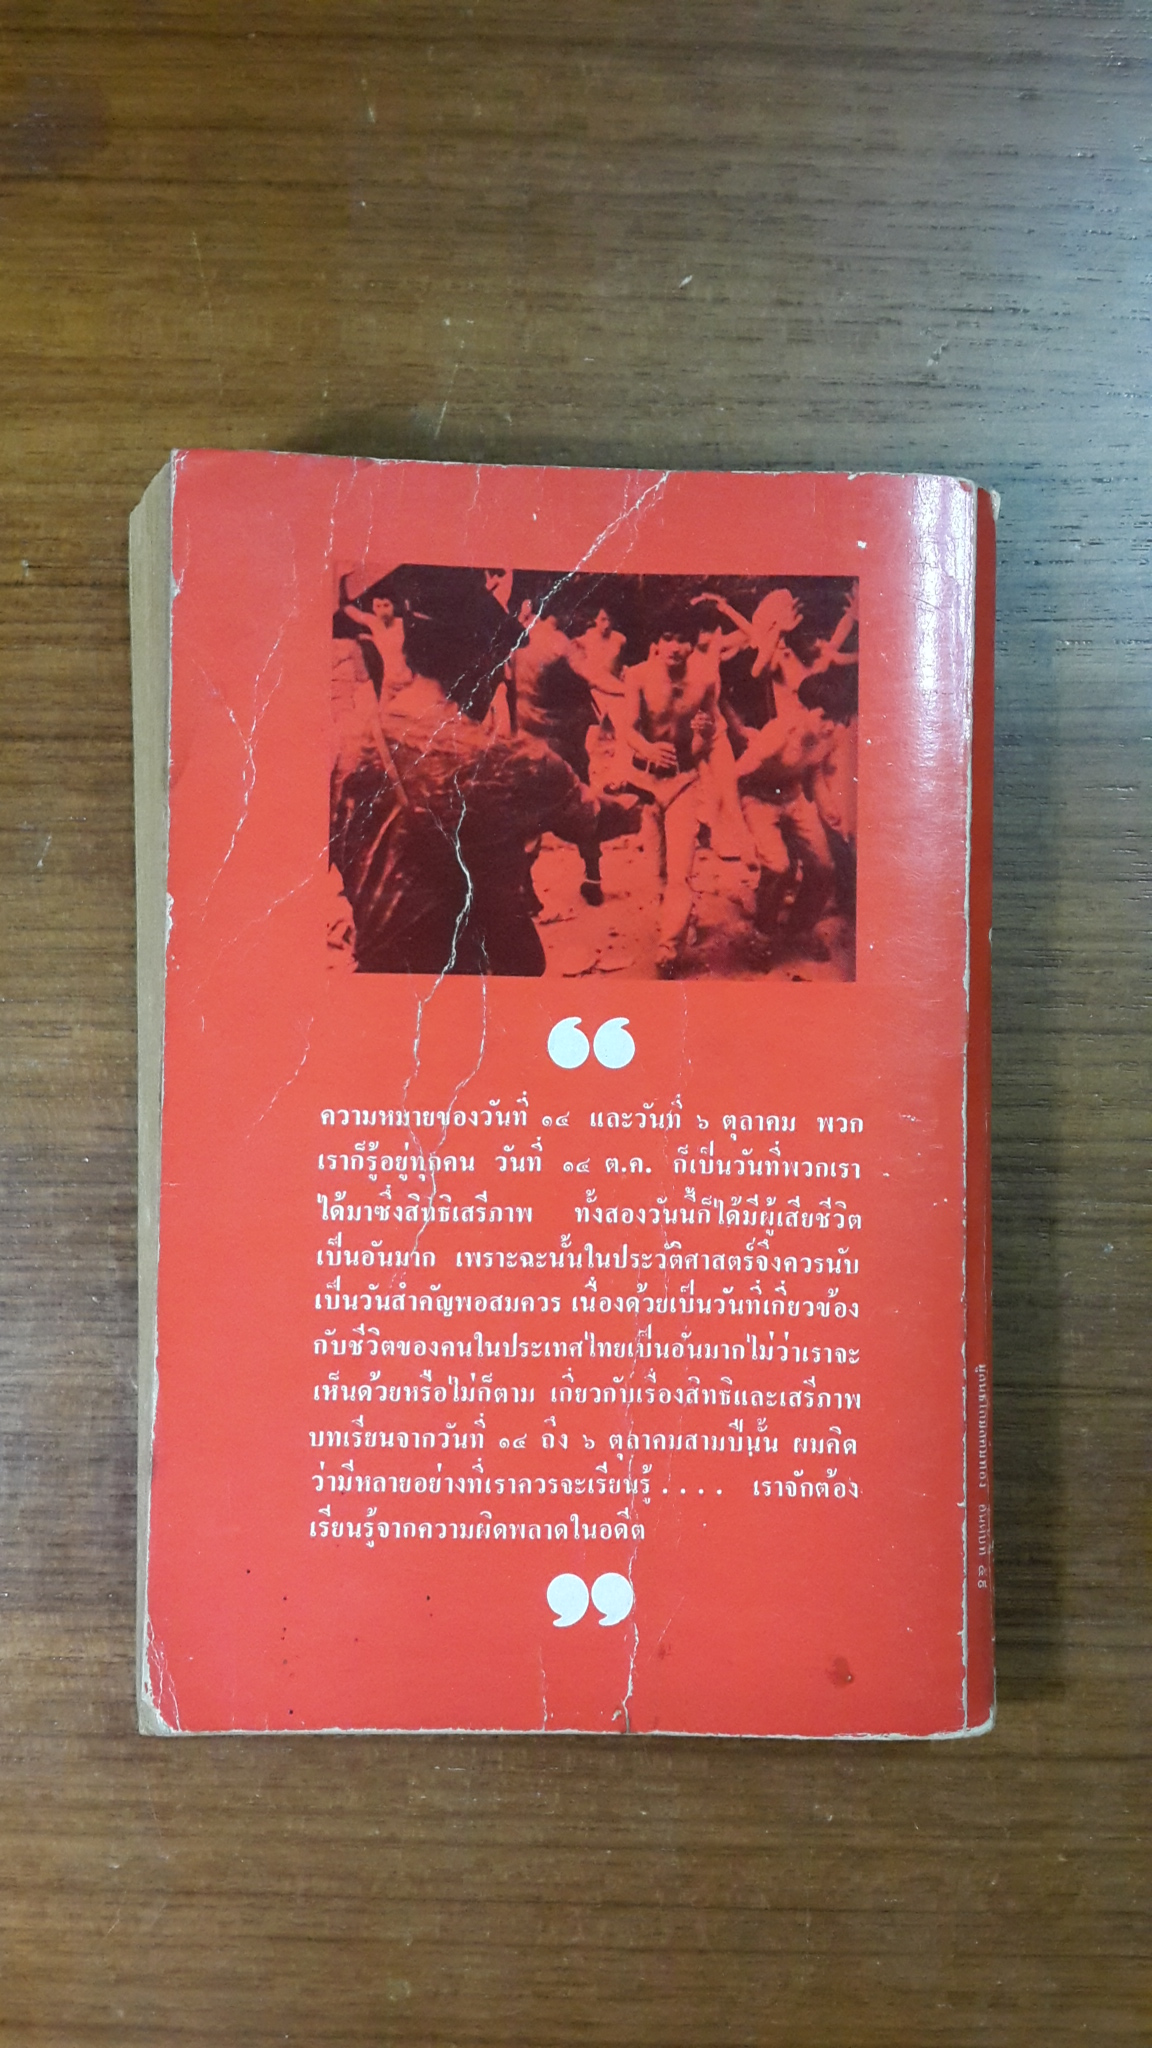 “
ความหมายของวันที่ ๑๔ และวันที่ ๖ ตุลาคม พวก
เราก็รู้อยู่ทุกคน วันที่ ๑๔ ต.ค. ก็เป็นวันที่พวกเรา
ได้มาซึ่งสิทธิเสรีภาพ ทั้งสองวันนี้ก็ได้มีผู้เสียชีวิต
เป็นอันมาก เพราะฉะนั้นในประวัติศาสตร์จึงควรนับ
เป็นวันสำคัญพอสมควร เนื่องด้วยเป็นวันที่เกี่ยวข้อง
กับชีวิตของคนในประเทศไทยเป็นอันมากไม่ว่าเราจะ
เห็นด้วยหรือไม่ก็ตาม เกี่ยวกับเรื่องสิทธิและเสรีภาพ
บทเรียนจากวันที่ ๑๔ ถึง ๖ ตุลาคมสามปีนั้น ผมคิด
ว่ามีหลายอย่างที่เราควรจะเรียนรู้ . . . . เราจักต้อง
เรียนรู้จากความผิดพลาดในอดีต
”